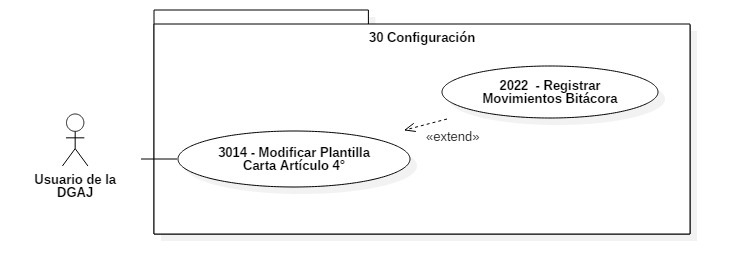 30 Configuración
2022  - Registrar
Movimientos Bitácora
«extend»
3014 - Modificar Plantilla
Carta Artículo 4°
Usuario de la
DGAJ